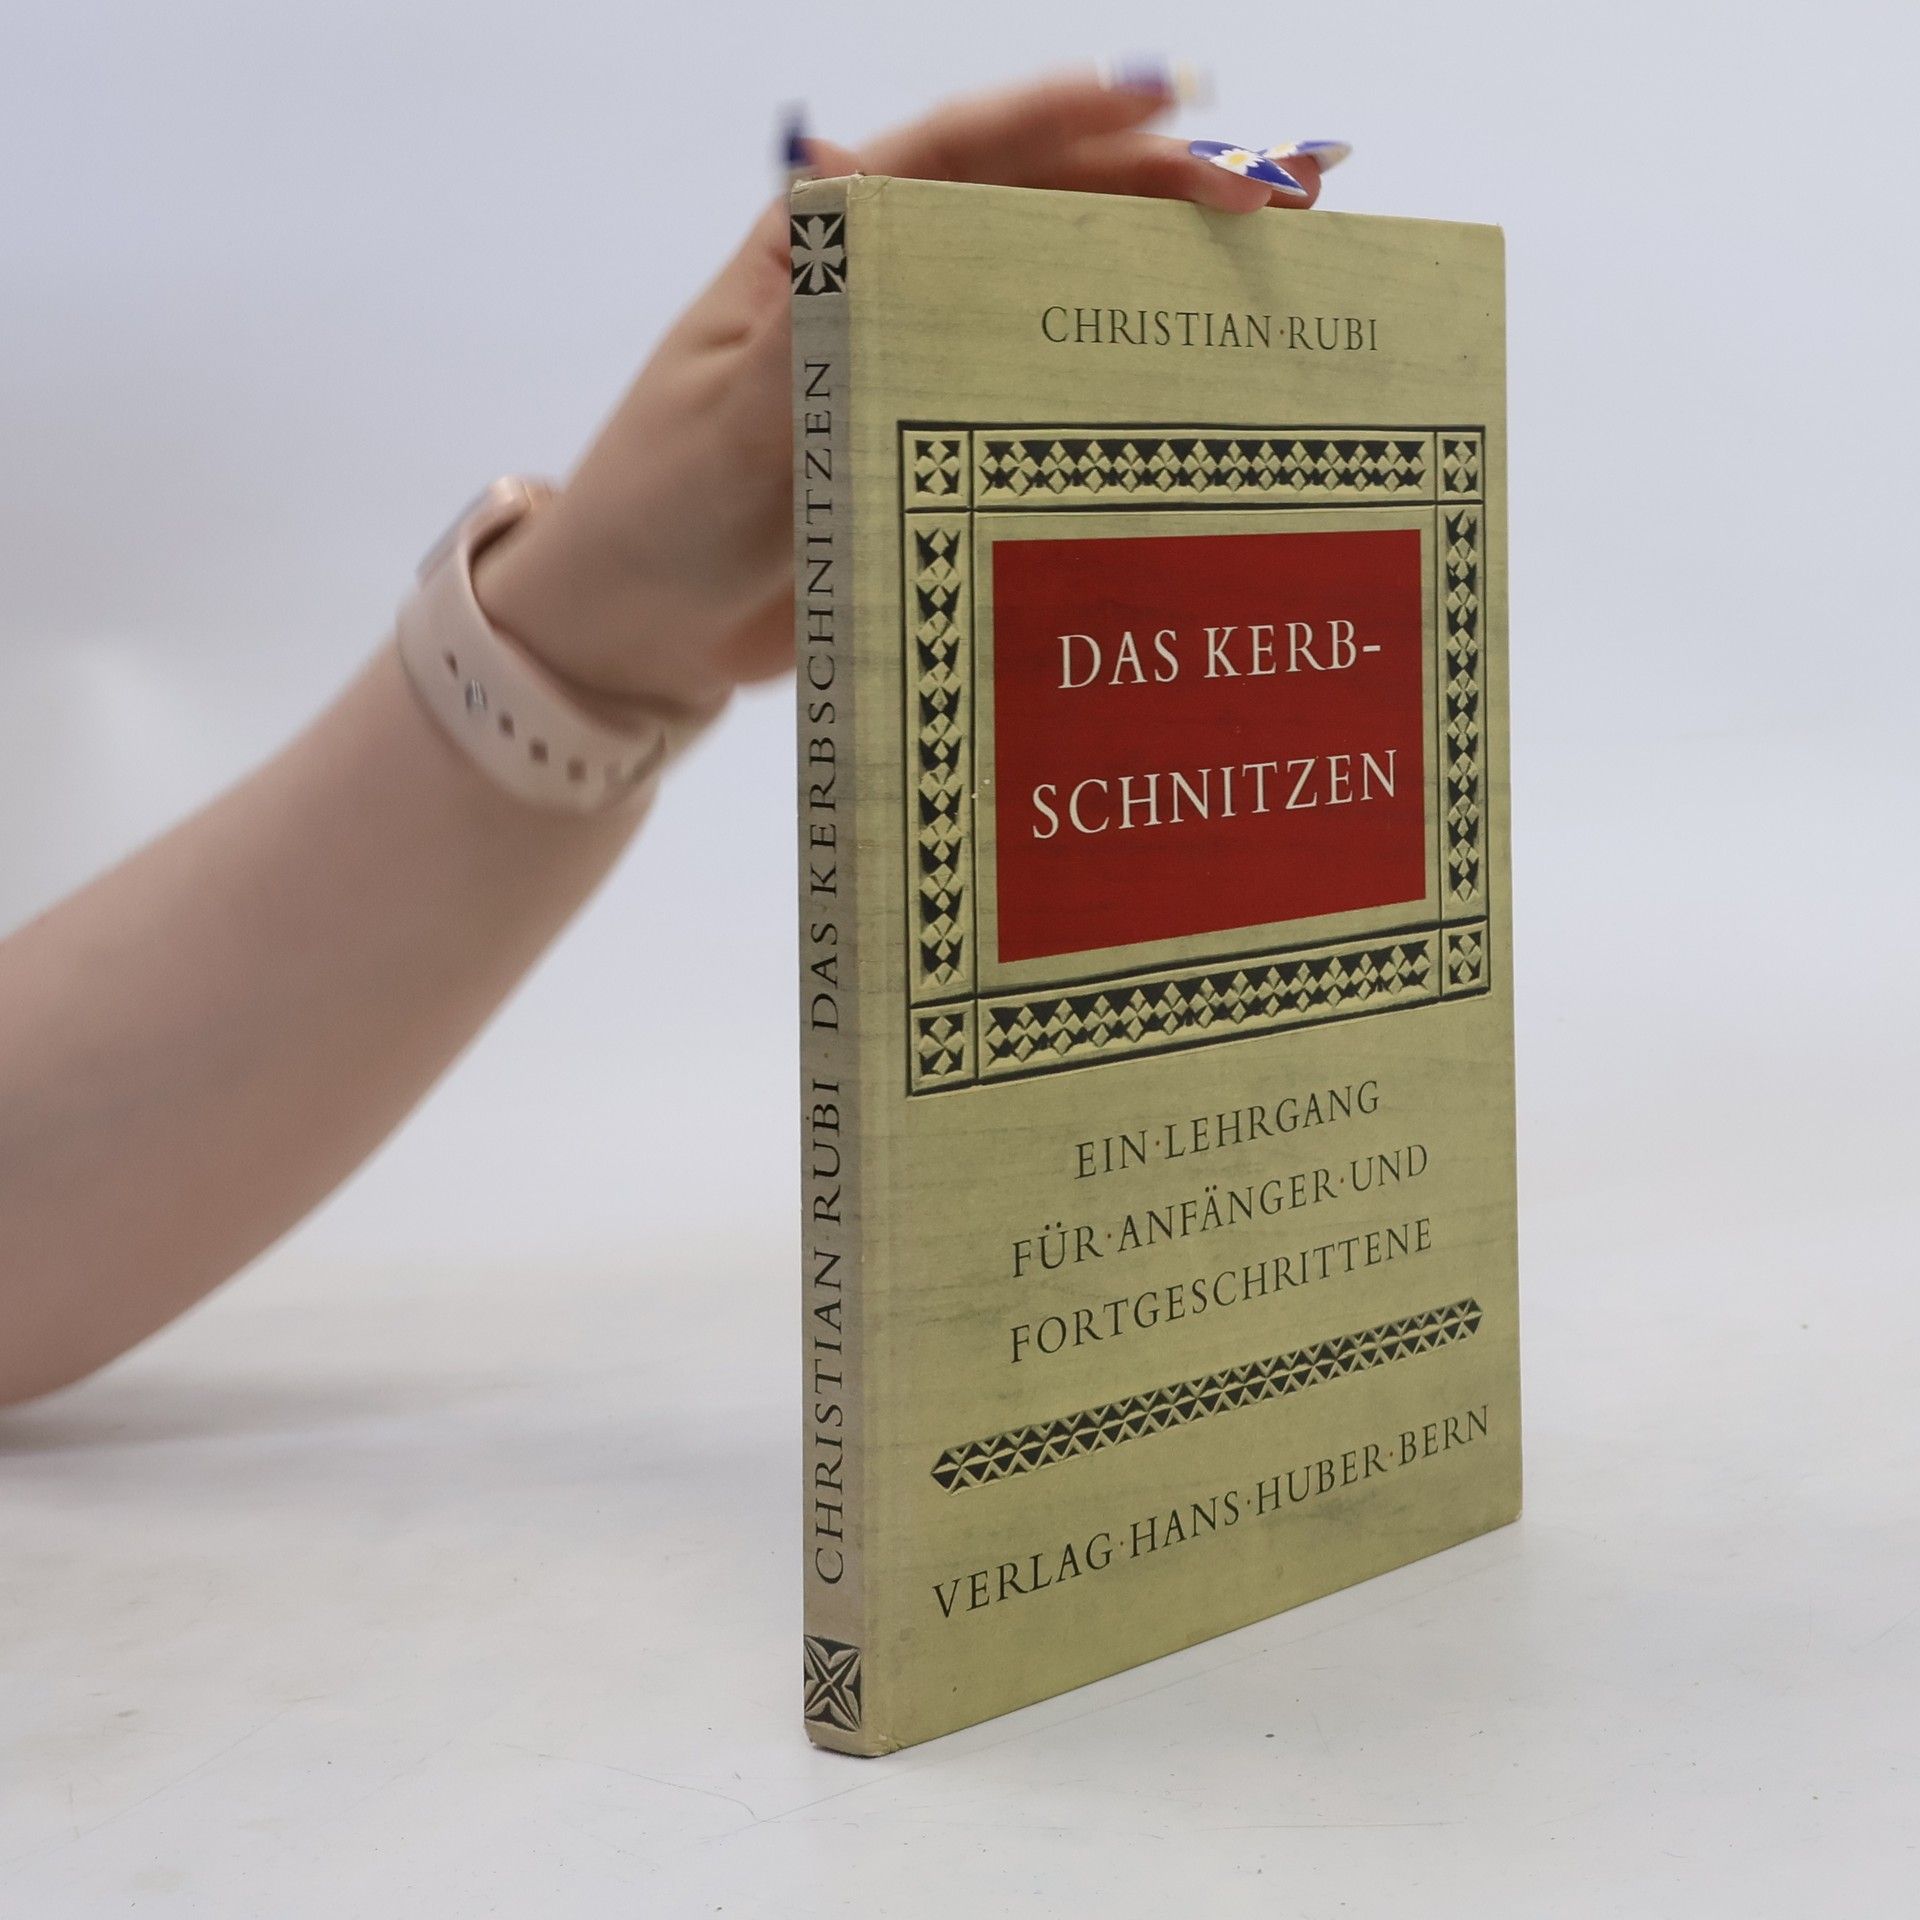 CHRISTIAN·RUBI
DAS KERB-
SCHNITZEN
EIN·LEHRGANG
FÜR·ANFÄNGER·UND
FORTGESCHRITTENE
VERLAG·HANS·HUBER·BERN
CHRISTIAN·RUBI·DAS·KERBSCHNITZEN